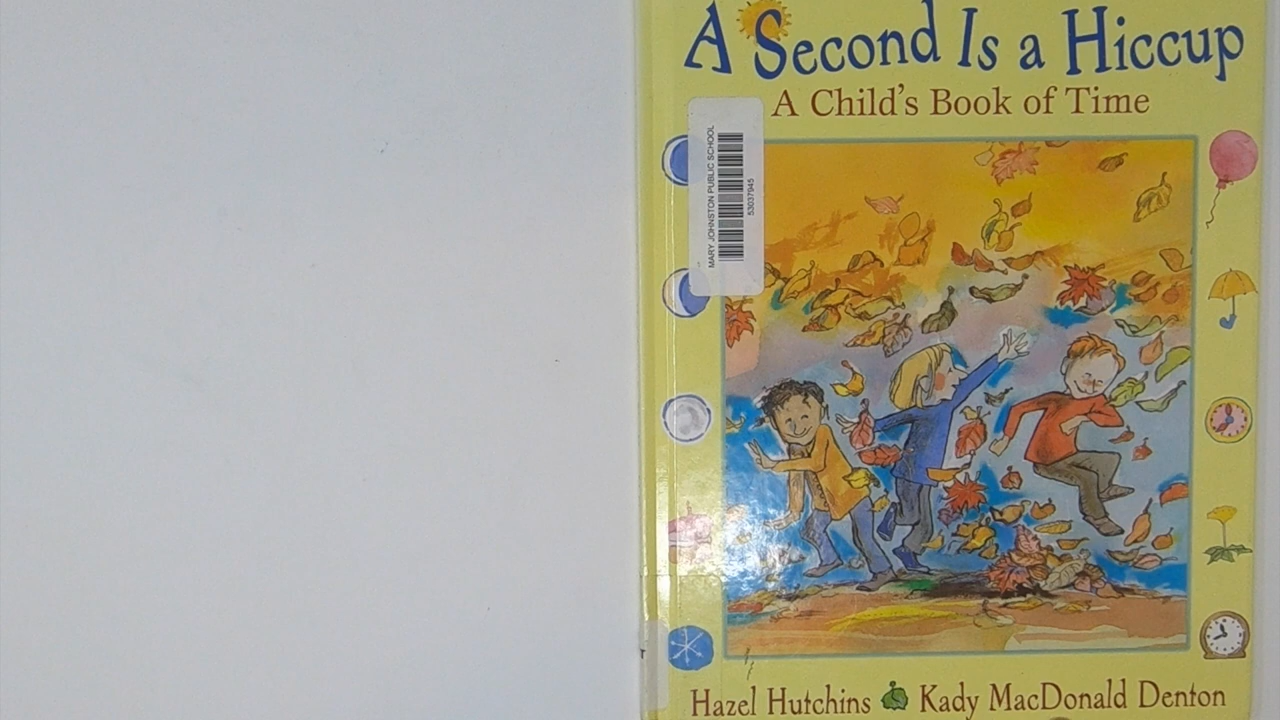 A Second Is a Hiccup
A Child's Book of Time
MARY JOHNSTON PUBLIC SCHOOL
53037945
Hazel Hutchins Kady MacDonald Denton